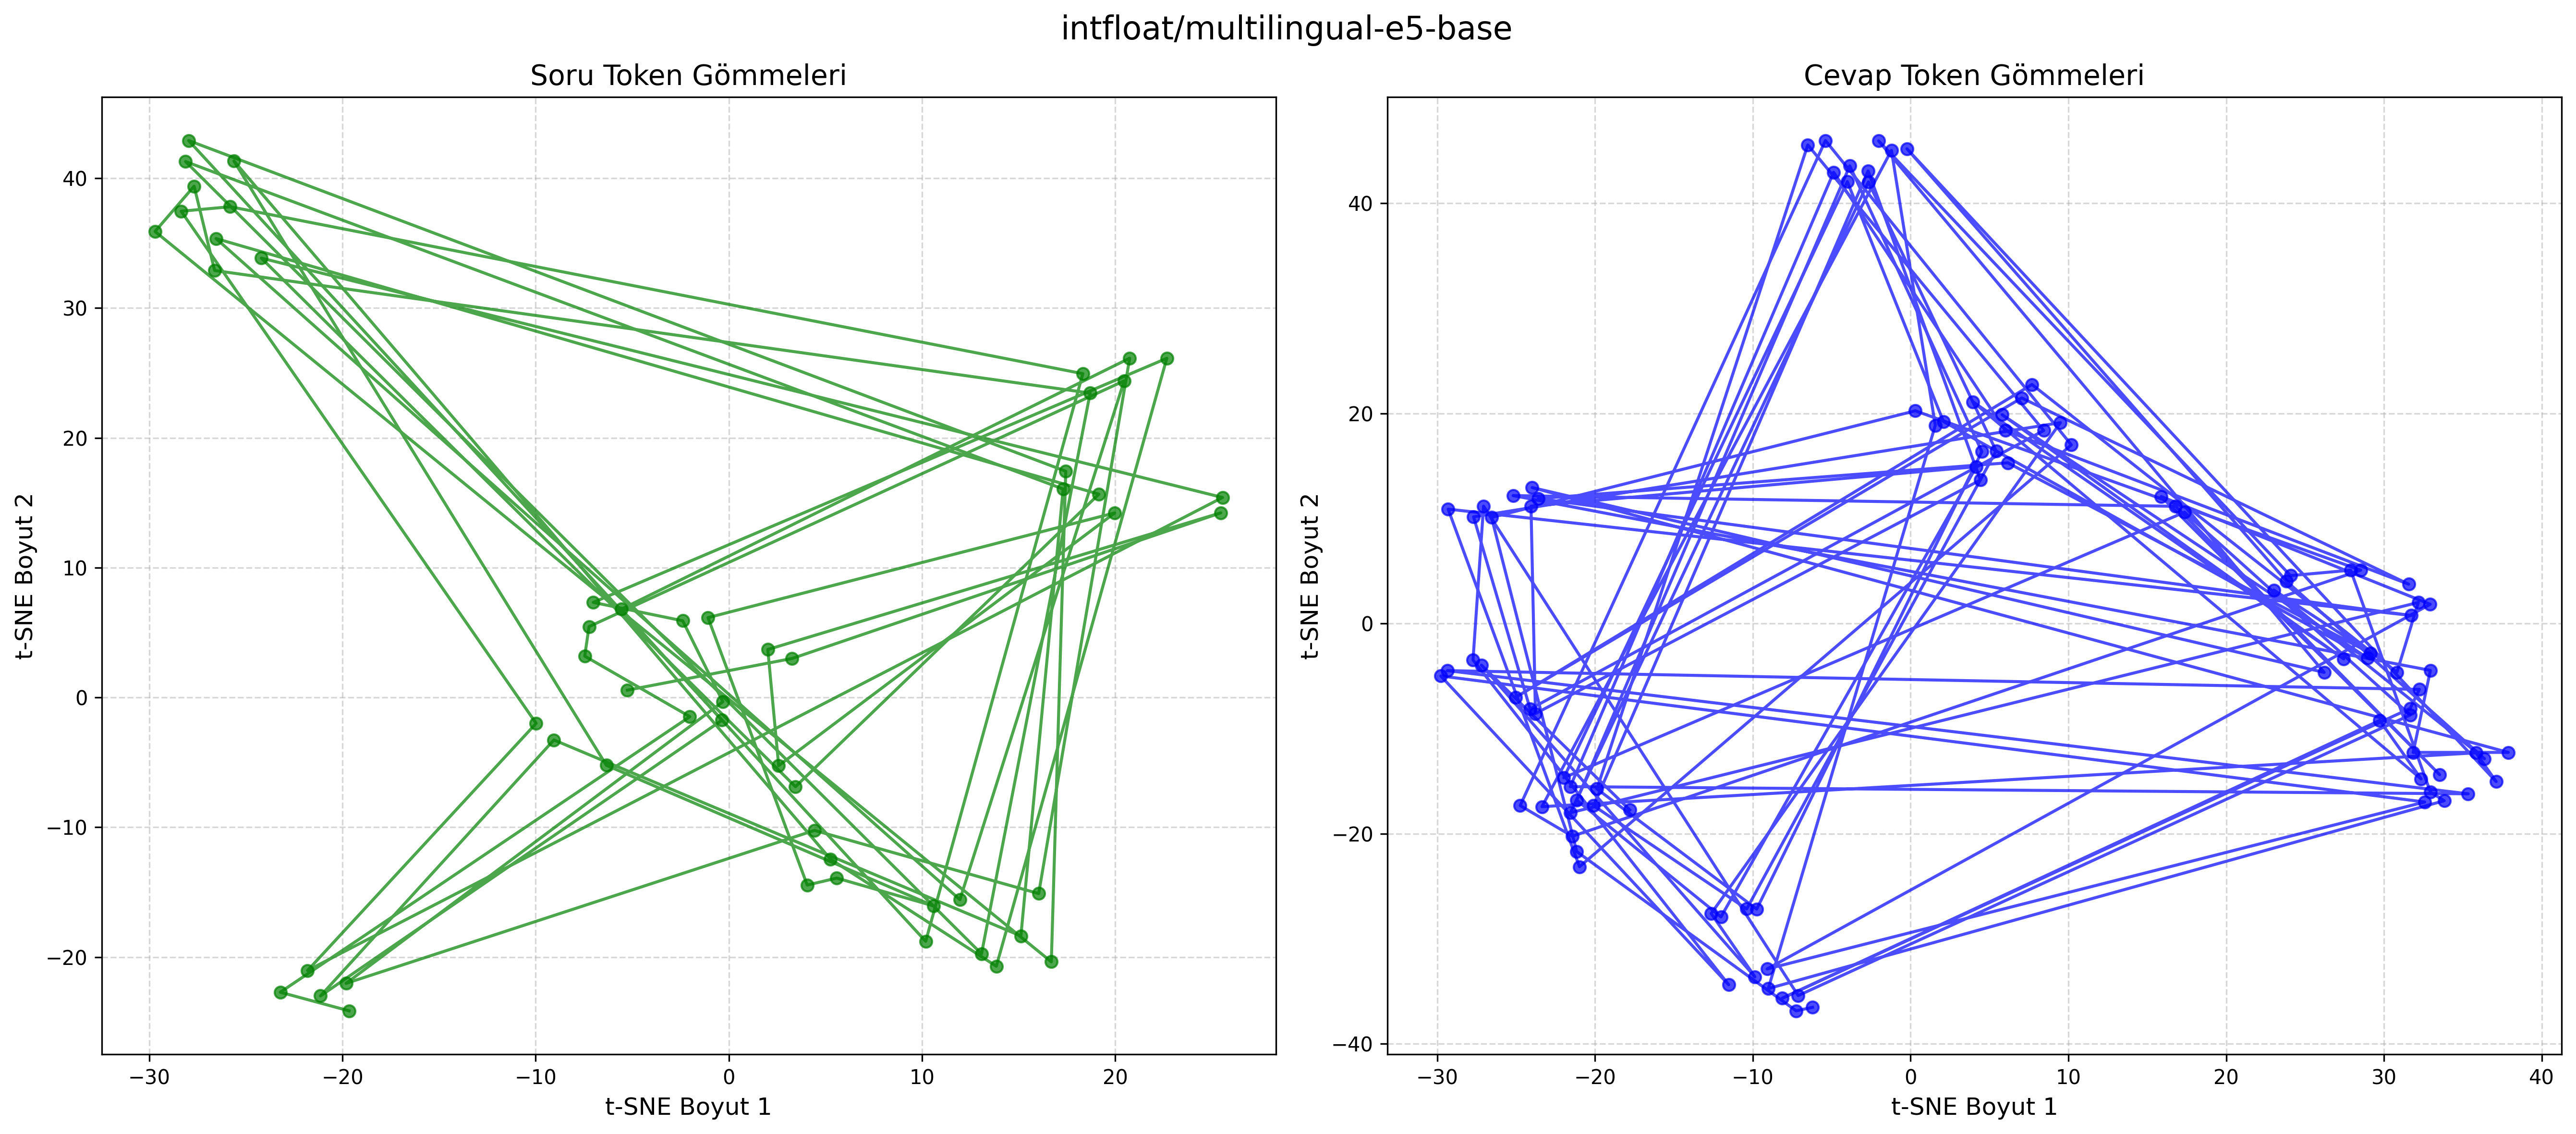 intfloat/multilingual-e5-base
Soru Token Gömmeleri
40
30
20
10
0
−10
−20
t-SNE Boyut 2
−30 −20 −10 0 10 20
t-SNE Boyut 1
Cevap Token Gömmeleri
40
20
0
−20
−40
t-SNE Boyut 2
−30 −20 −10 0 10 20 30 40
t-SNE Boyut 1